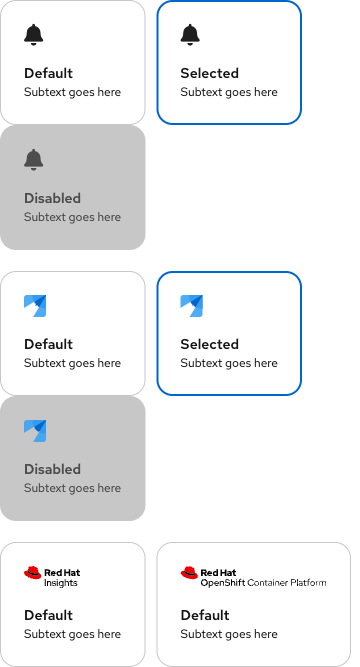 Default
Subtext goes here
Selected
Subtext goes here
Disabled
Subtext goes here
Default
Subtext goes here
Selected
Subtext goes here
Disabled
Subtext goes here
Red Hat
Insights
Default
Subtext goes here
Red Hat
OpenShift Container Platform
Default
Subtext goes here